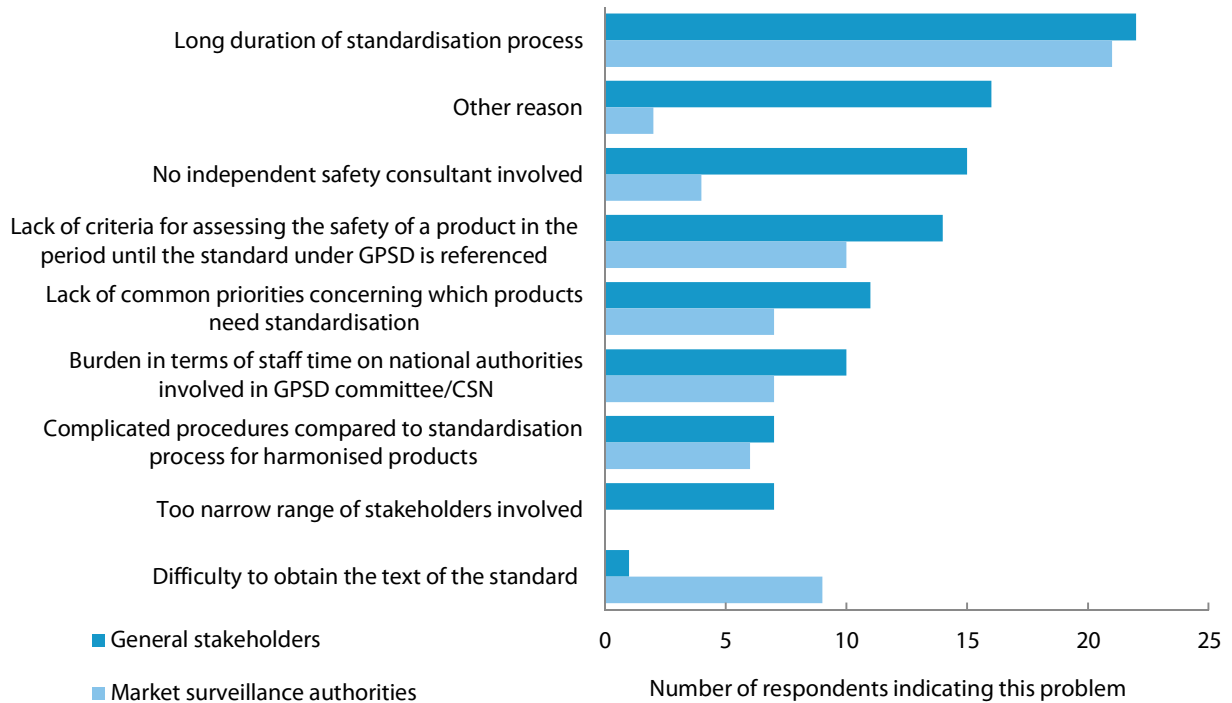 Long duration of standardisation process
Other reason
No independent safety consultant involved
Lack of criteria for assessing the safety of a product in the
period until the standard under GPSD is referenced
Lack of common priorities concerning which products
need standardisation
Burden in terms of staff time on national authorities
involved in GPSD committee/CSN
Complicated procedures compared to standardisation
process for harmonised products
Too narrow range of stakeholders involved
Difficulty to obtain the text of the standard
0 5 10 15 20 25
Number of respondents indicating this problem
General stakeholders
Market surveillance authorities